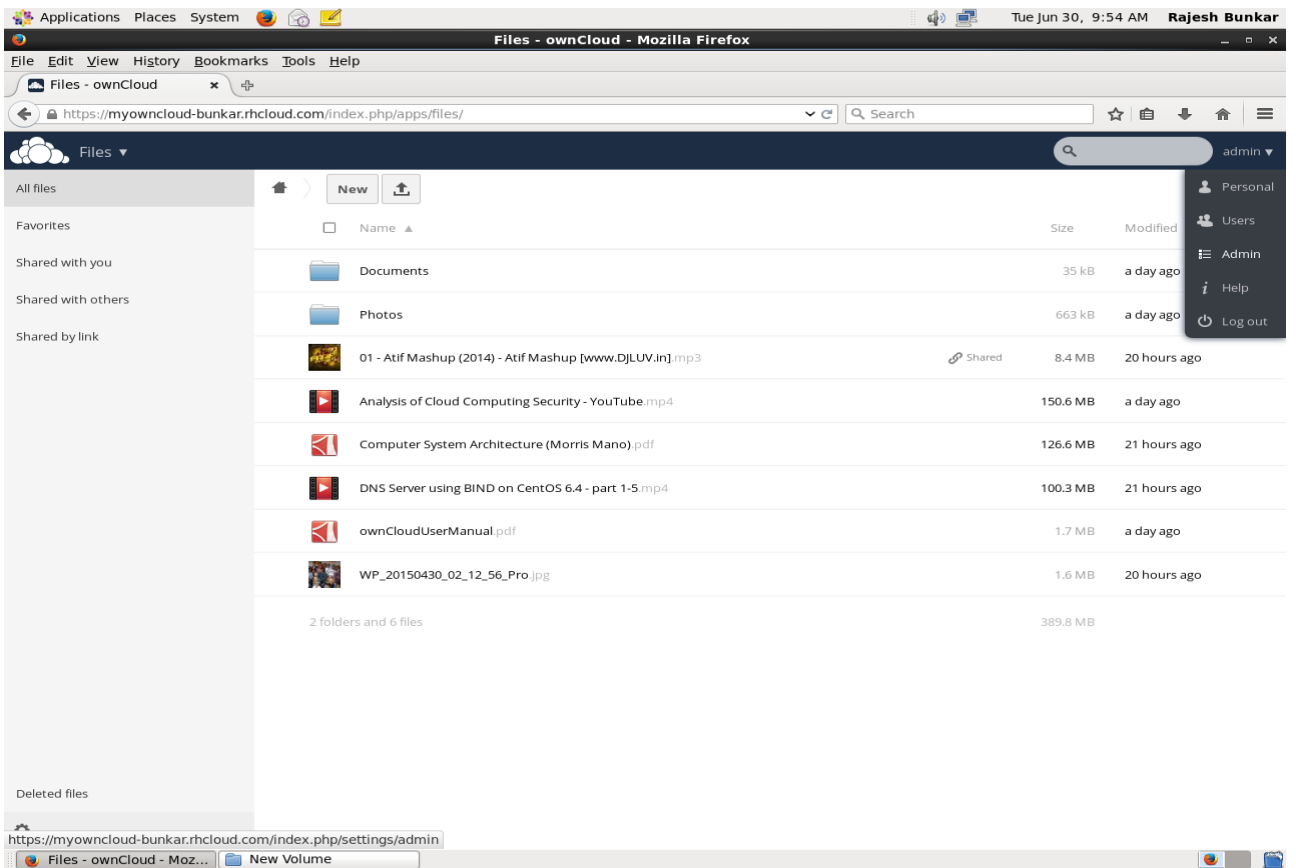 Applications Places System Tue Jun 30, 9:54 AM Rajesh Bunkar
Files - ownCloud - Mozilla Firefox
File Edit View History Bookmarks Tools Help
Files - ownCloud
https://myowncloud-bunkar.rhcloud.com/index.php/apps/files/ Search
Files ▼ admin ▼
All files
Favorites
Shared with you
Shared with others
Shared by link
New
Name ▲ Size Modified
Documents 35 kB a day ago
Photos 663 kB a day ago
01 - Atif Mashup (2014) - Atif Mashup [www.DJLUV.in].mp3 Shared 8.4 MB 20 hours ago
Analysis of Cloud Computing Security - YouTube.mp4 150.6 MB a day ago
Computer System Architecture (Morris Mano).pdf 126.6 MB 21 hours ago
DNS Server using BIND on CentOS 6.4 - part 1-5.mp4 100.3 MB 21 hours ago
ownCloudUserManual.pdf 1.7 MB a day ago
WP_20150430_02_12_56_Pro.jpg 1.6 MB 20 hours ago
2 folders and 6 files 389.8 MB
Personal
Users
Admin
Help
Log out
Deleted files
https://myowncloud-bunkar.rhcloud.com/index.php/settings/admin
Files - ownCloud - Moz... New Volume